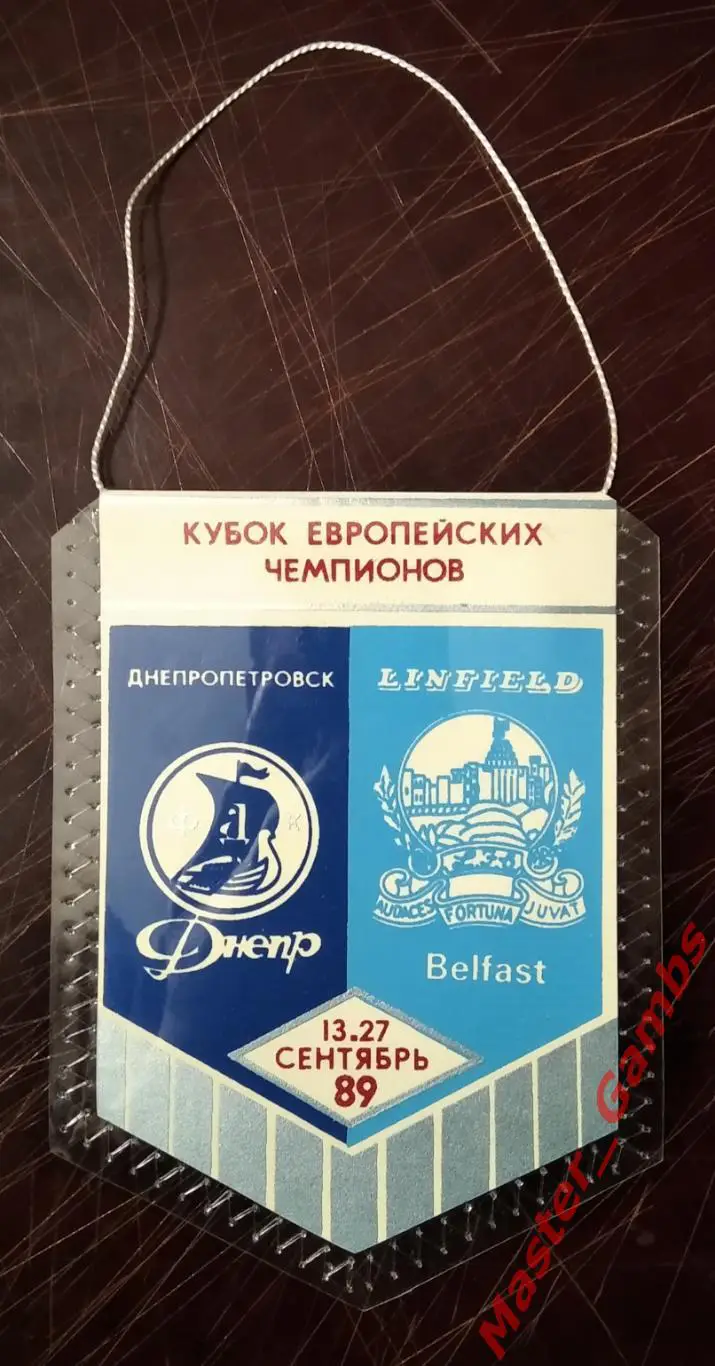 КУБОК ЕВРОПЕЙСКИХ
ЧЕМПИОНОВ
ДНЕПРОПЕТРОВСК
LINFIELD
Ф Д К
Днепр
AUDACES FORTUNA JUVAT
Belfast
13.27
СЕНТЯБРЬ
89
Master_Gambs